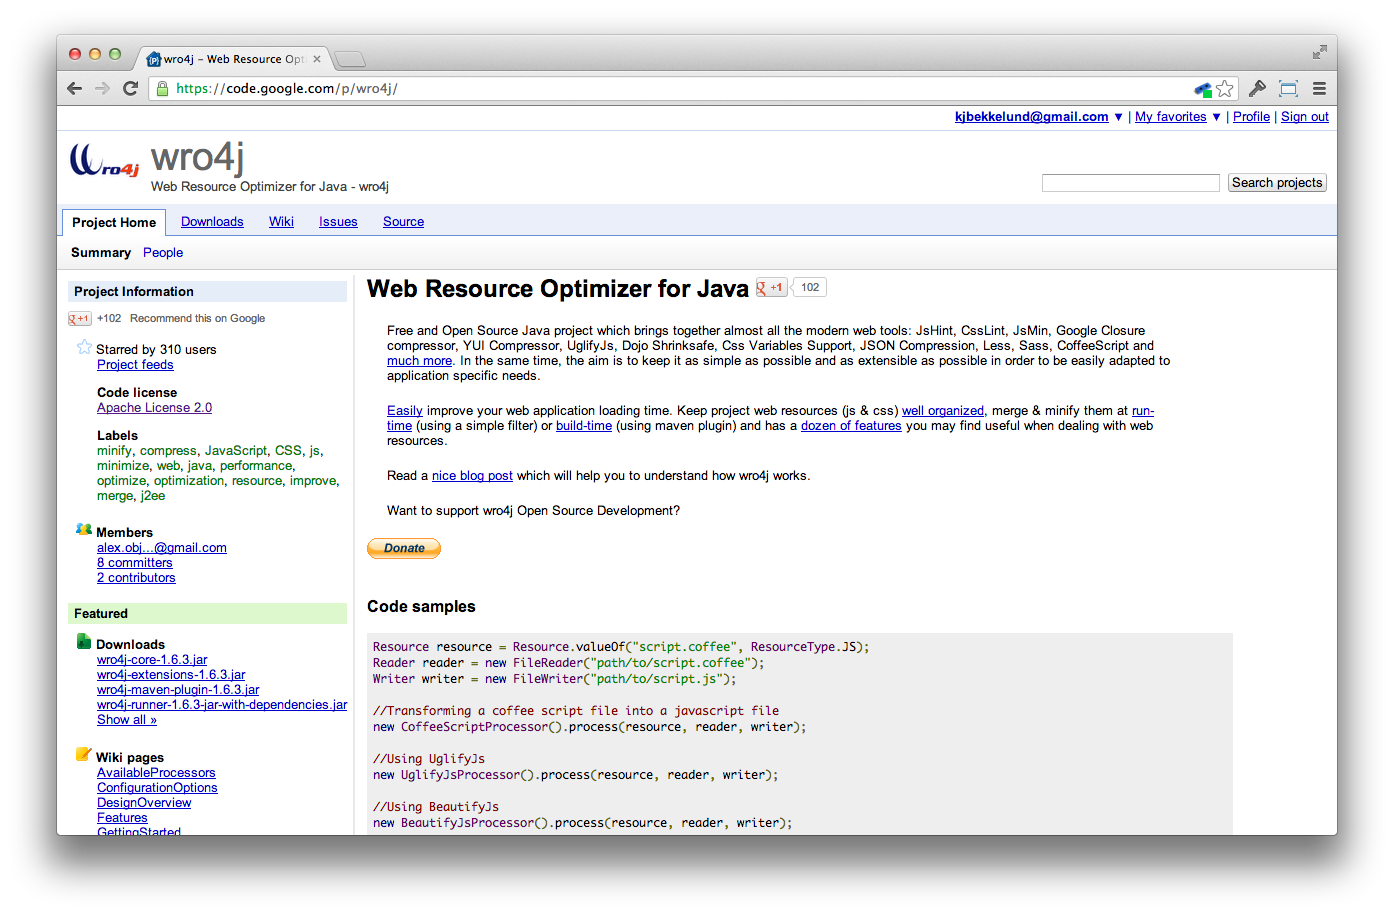 wro4j – Web Resource Opt
https://code.google.com/p/wro4j/
kjbekkelund@gmail.com ▼ | My favorites ▼ | Profile | Sign out
wro4j
wro4j
Web Resource Optimizer for Java - wro4j
Search projects
Project Home Downloads Wiki Issues Source
Summary People
Project Information
+1 +102 Recommend this on Google
Starred by 310 users
Project feeds
Code license
Apache License 2.0
Labels
minify, compress, JavaScript, CSS, js,
minimize, web, java, performance,
optimize, optimization, resource, improve,
merge, j2ee
Members
alex.obj...@gmail.com
8 committers
2 contributors
Featured
Downloads
wro4j-core-1.6.3.jar
wro4j-extensions-1.6.3.jar
wro4j-maven-plugin-1.6.3.jar
wro4j-runner-1.6.3-jar-with-dependencies.jar
Show all »
Wiki pages
AvailableProcessors
ConfigurationOptions
DesignOverview
Features
GettingStarted
Web Resource Optimizer for Java +1 102
Free and Open Source Java project which brings together almost all the modern web tools: JsHint, CssLint, JsMin, Google Closure
compressor, YUI Compressor, UglifyJs, Dojo Shrinksafe, Css Variables Support, JSON Compression, Less, Sass, CoffeeScript and
much more. In the same time, the aim is to keep it as simple as possible and as extensible as possible in order to be easily adapted to
application specific needs.
Easily improve your web application loading time. Keep project web resources (js & css) well organized, merge & minify them at run-
time (using a simple filter) or build-time (using maven plugin) and has a dozen of features you may find useful when dealing with web
resources.
Read a nice blog post which will help you to understand how wro4j works.
Want to support wro4j Open Source Development?
Donate
Code samples
Resource resource = Resource.valueOf("script.coffee", ResourceType.JS);
Reader reader = new FileReader("path/to/script.coffee");
Writer writer = new FileWriter("path/to/script.js");
//Transforming a coffee script file into a javascript file
new CoffeeScriptProcessor().process(resource, reader, writer);
//Using UglifyJs
new UglifyJsProcessor().process(resource, reader, writer);
//Using BeautifyJs
new BeautifyJsProcessor().process(resource, reader, writer);